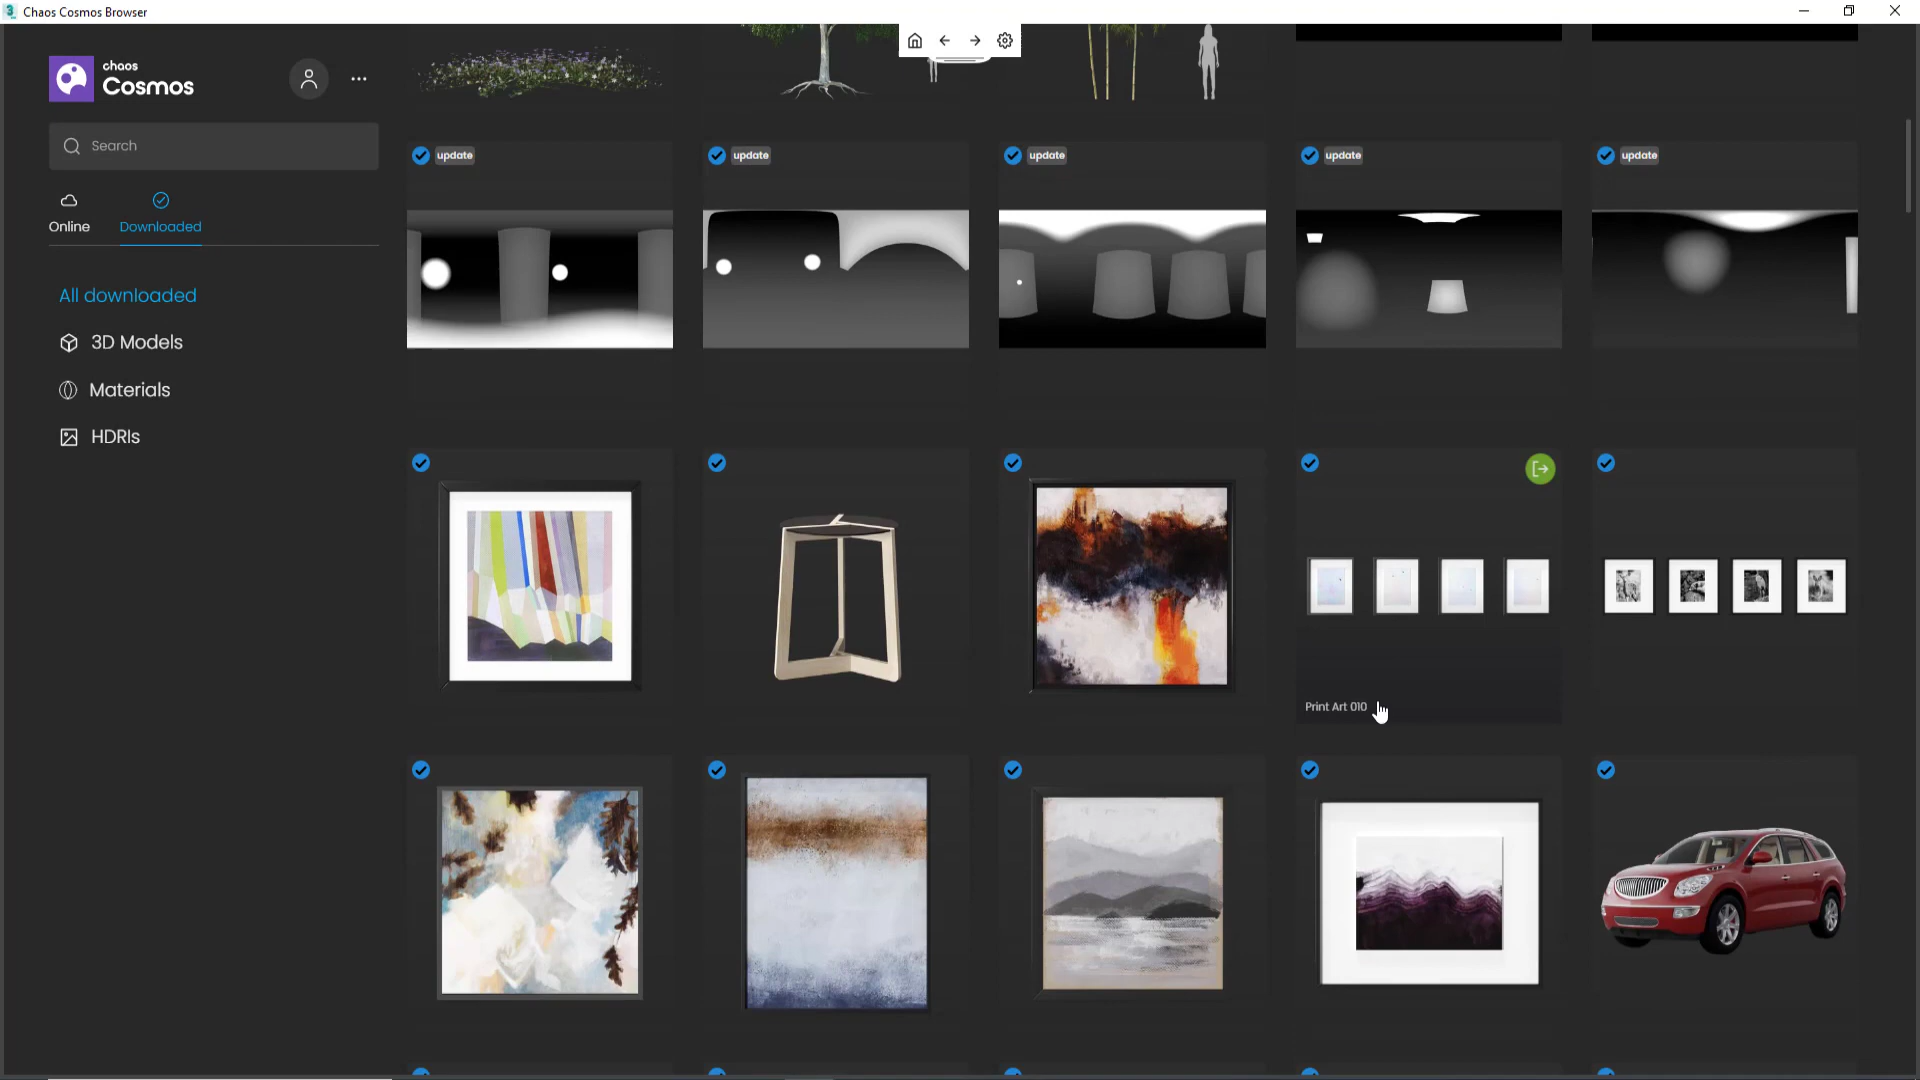 Chaos Cosmos Browser
chaos
Cosmos
Search
Online
Downloaded
All downloaded
3D Models
Materials
HDRIs
update
update
update
update
update
Print Art 010